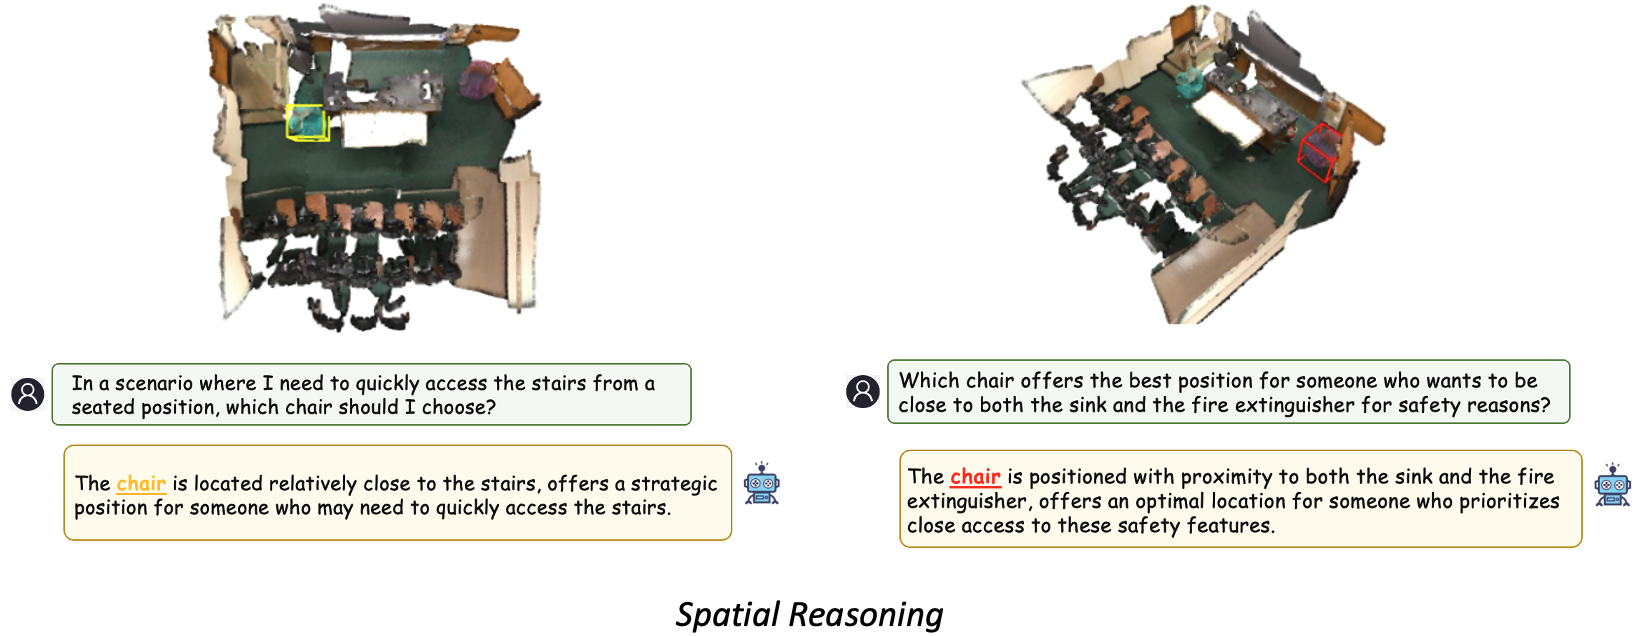 In a scenario where I need to quickly access the stairs from a
seated position, which chair should I choose?
The chair is located relatively close to the stairs, offers a strategic
position for someone who may need to quickly access the stairs.
Which chair offers the best position for someone who wants to be
close to both the sink and the fire extinguisher for safety reasons?
The chair is positioned with proximity to both the sink and the fire
extinguisher, offers an optimal location for someone who prioritizes
close access to these safety features.
Spatial Reasoning